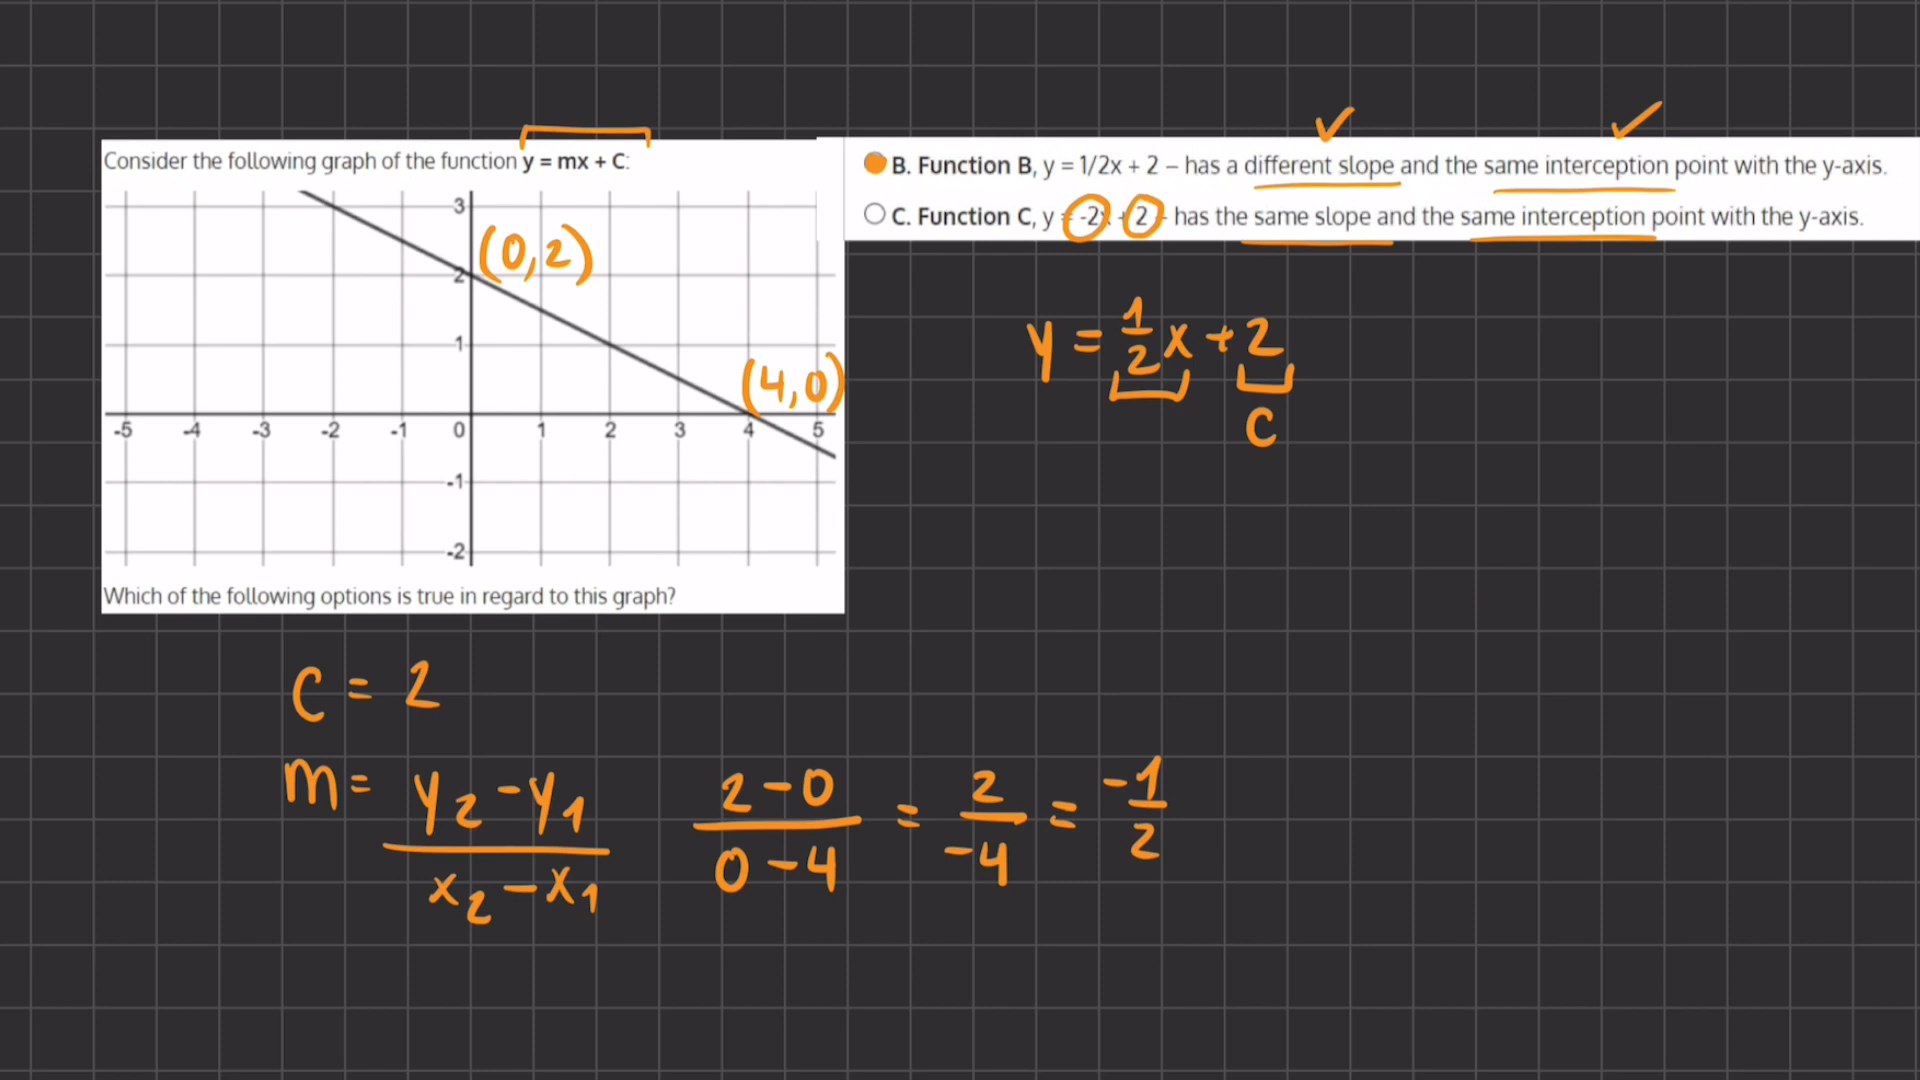 Consider the following graph of the function y = mx + C:
3
(0,2)
2
1
(4,0)
-5 -4 -3 -2 -1 0 1 2 3 4 5
-1
-2
Which of the following options is true in regard to this graph?
B. Function B, y = 1/2x + 2 – has a different slope and the same interception point with the y-axis.
C. Function C, y = -2x + 2 – has the same slope and the same interception point with the y-axis.
y = 1/2 x + 2
C
C = 2
m = y2 - y1 / x2 - x1 2 - 0 / 0 - 4 = 2 / -4 = -1 / 2